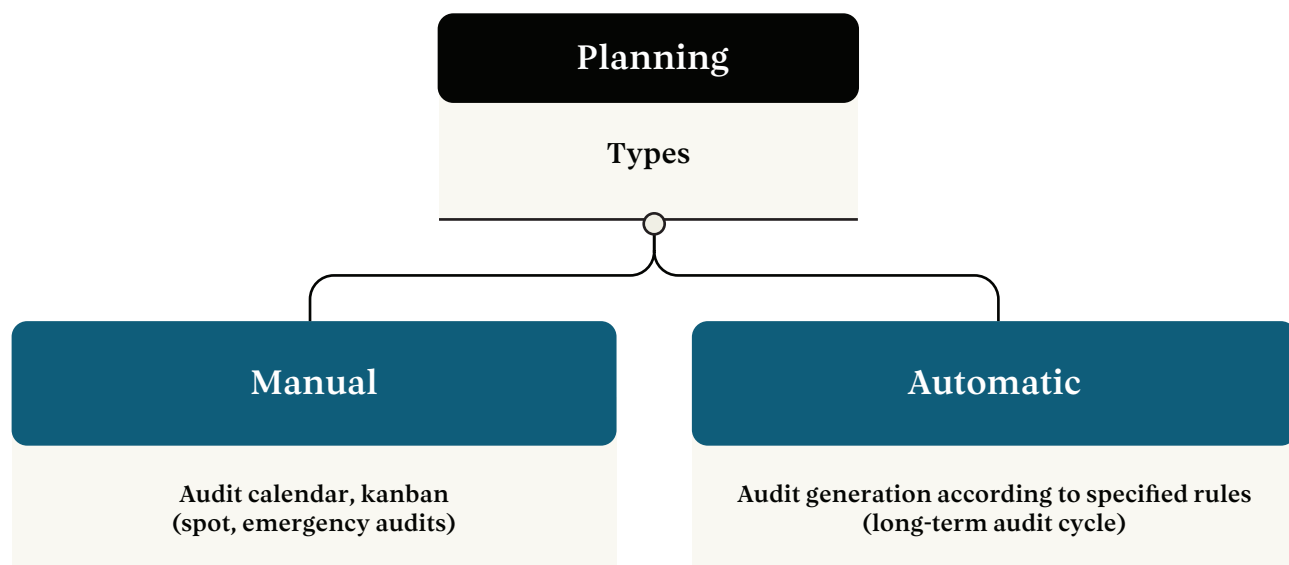 Planning
Types
Manual
Automatic
Audit calendar, kanban
(spot, emergency audits)
Audit generation according to specified rules
(long-term audit cycle)